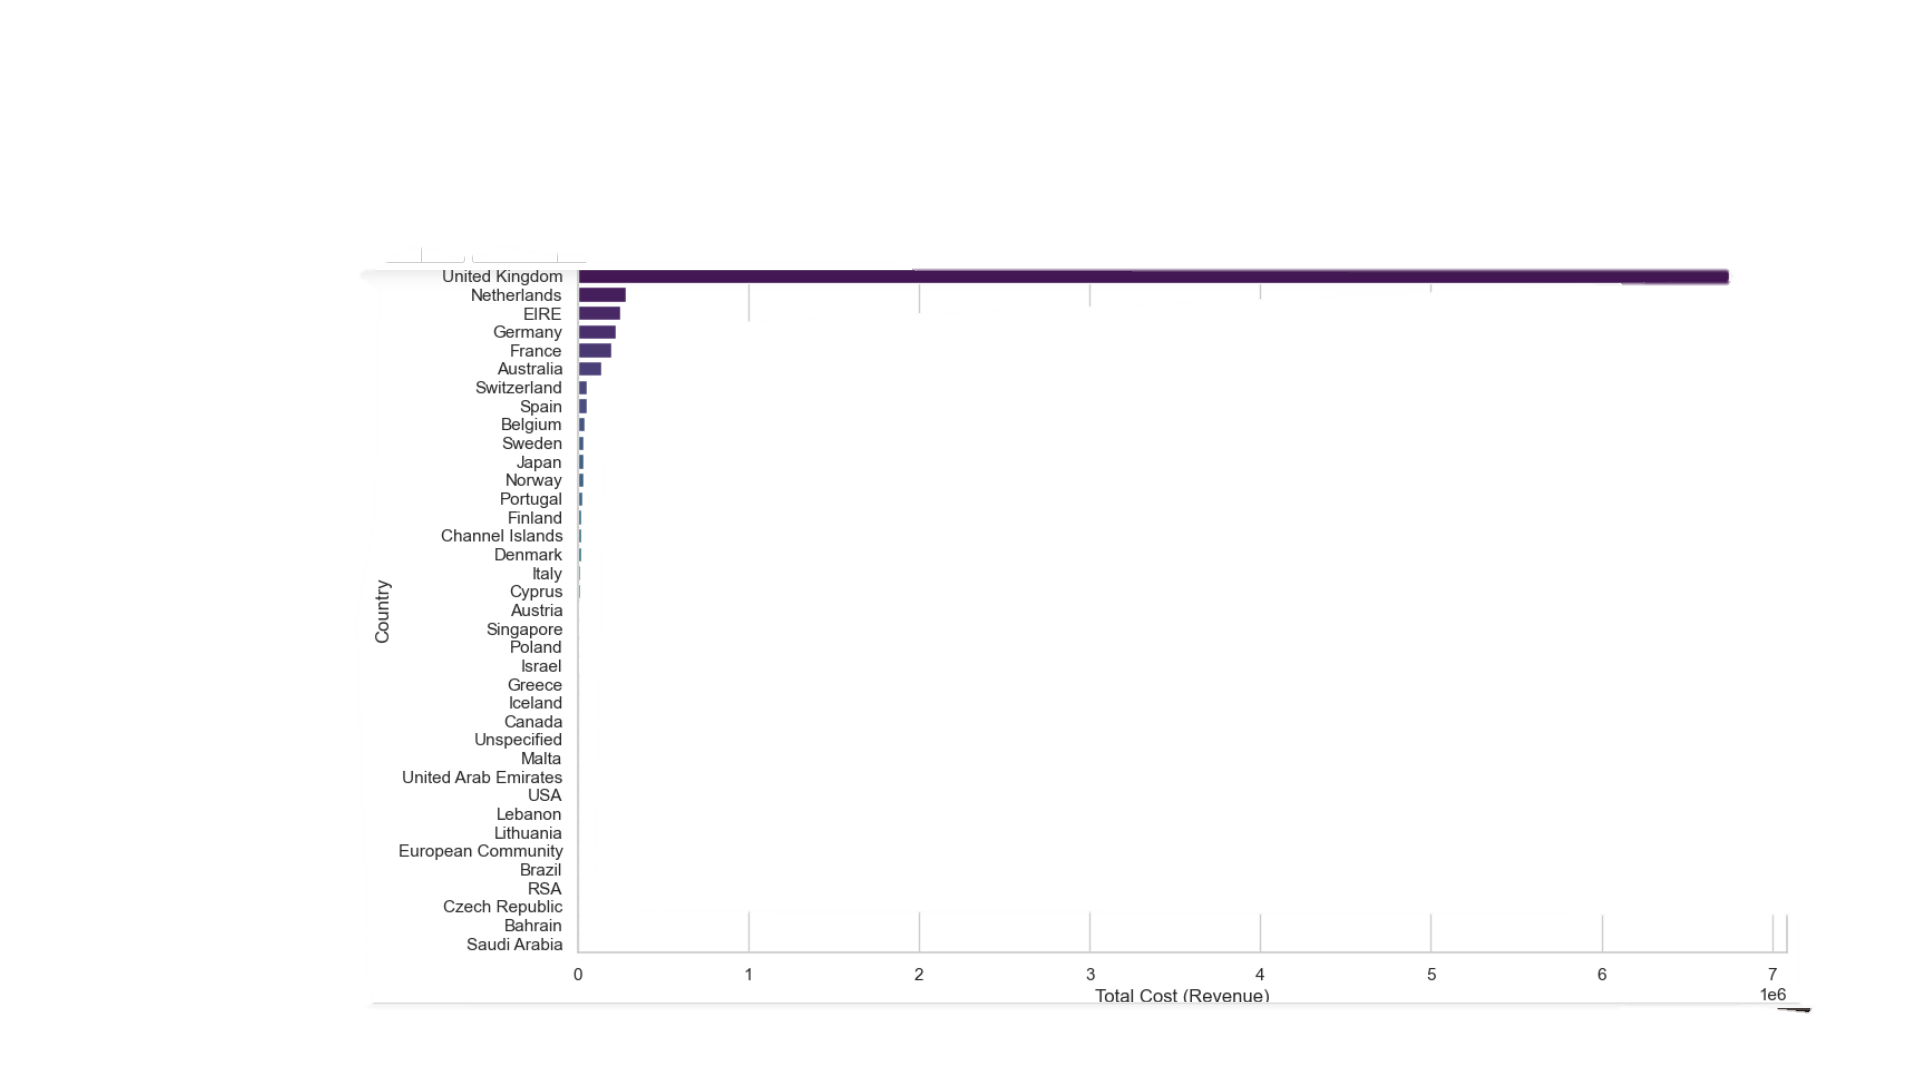 United Kingdom
Netherlands
EIRE
Germany
France
Australia
Switzerland
Spain
Belgium
Sweden
Japan
Norway
Portugal
Finland
Channel Islands
Denmark
Italy
Cyprus
Austria
Singapore
Poland
Israel
Greece
Iceland
Canada
Unspecified
Malta
United Arab Emirates
USA
Lebanon
Lithuania
European Community
Brazil
RSA
Czech Republic
Bahrain
Saudi Arabia
Country
0 1 2 3 4 5 6 7
1e6
Total Cost (Revenue)